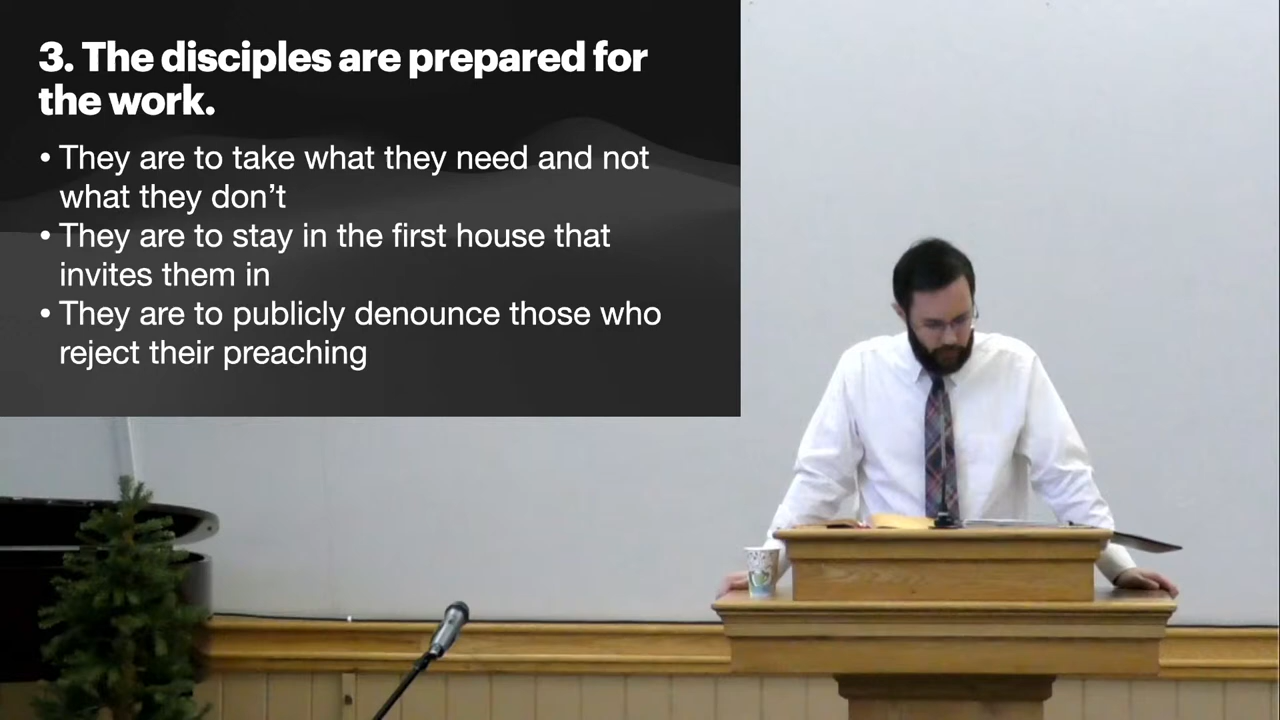 3. The disciples are prepared for
the work.
• They are to take what they need and not
what they don’t
• They are to stay in the first house that
invites them in
• They are to publicly denounce those who
reject their preaching